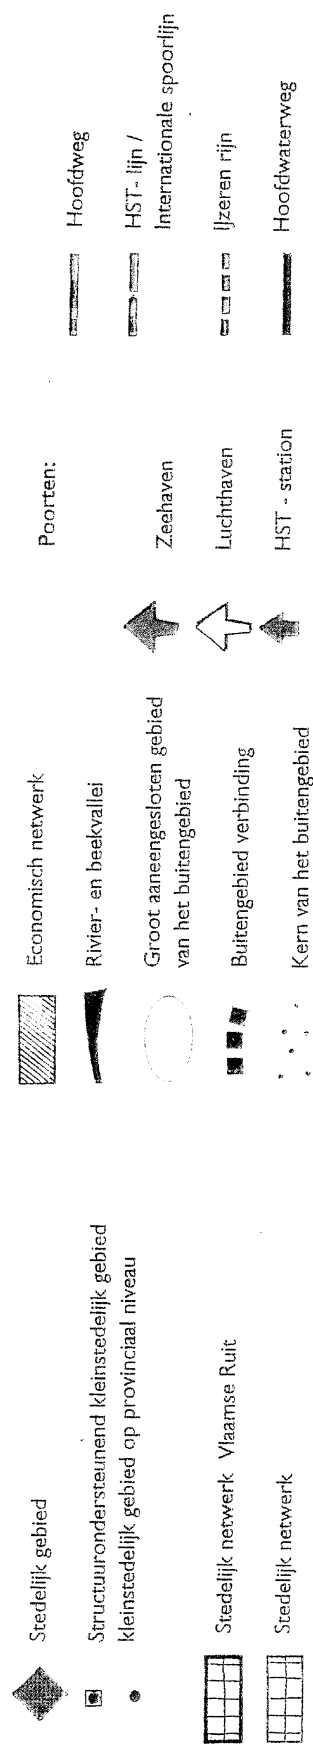 Stedelijk gebied
Structuurondersteunend kleinstedelijk gebied
kleinstedelijk gebied op provinciaal niveau
Stedelijk netwerk Vlaamse Ruit
Stedelijk netwerk
Economisch netwerk
Rivier- en beekvallei
Groot aaneengesloten gebied
van het buitengebied
Buitengebied verbinding
Kern van het buitengebied
Poorten:
Zeehaven
Luchthaven
HST - station
Hoofdweg
HST- lijn /
Internationale spoorlijn
IJzeren rijn
Hoofdwaterweg